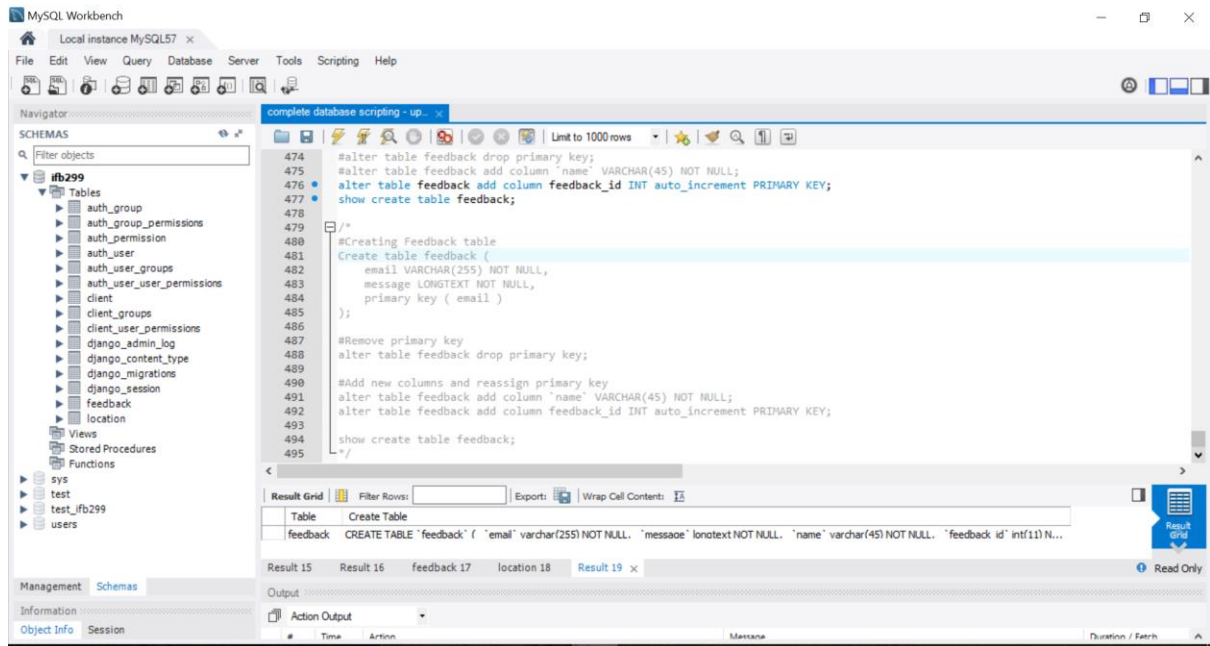 MySQL Workbench
Local instance MySQL57 ×
File Edit View Query Database Server Tools Scripting Help
Navigator
complete database scripting - up... ×
SCHEMAS
Filter objects
Limit to 1000 rows
ifb299
Tables
auth_group
auth_group_permissions
auth_permission
auth_user
auth_user_groups
auth_user_user_permissions
client
client_groups
client_user_permissions
django_admin_log
django_content_type
django_migrations
django_session
feedback
location
Views
Stored Procedures
Functions
sys
test
test_ifb299
users
474 #alter table feedback drop primary key;
475 #alter table feedback add column `name` VARCHAR(45) NOT NULL;
476 alter table feedback add column feedback_id INT auto_increment PRIMARY KEY;
477 show create table feedback;
478
479 /*
480 #Creating Feedback table
481 Create table feedback (
482 email VARCHAR(255) NOT NULL,
483 message LONGTEXT NOT NULL,
484 primary key ( email )
485 );
486
487 #Remove primary key
488 alter table feedback drop primary key;
489
490 #Add new columns and reassign primary key
491 alter table feedback add column `name` VARCHAR(45) NOT NULL;
492 alter table feedback add column feedback_id INT auto_increment PRIMARY KEY;
493
494 show create table feedback;
495 */
Result Grid Filter Rows: Export: Wrap Cell Content:
Table Create Table
feedback CREATE TABLE `feedback` ( `email` varchar(255) NOT NULL, `message` longtext NOT NULL, `name` varchar(45) NOT NULL, `feedback_id` int(11) N...
Result Grid
Result 15 Result 16 feedback 17 location 18 Result 19 × Read Only
Management Schemas
Output
Information
Action Output
Object Info Session
# Time Action Message Duration / Fetch